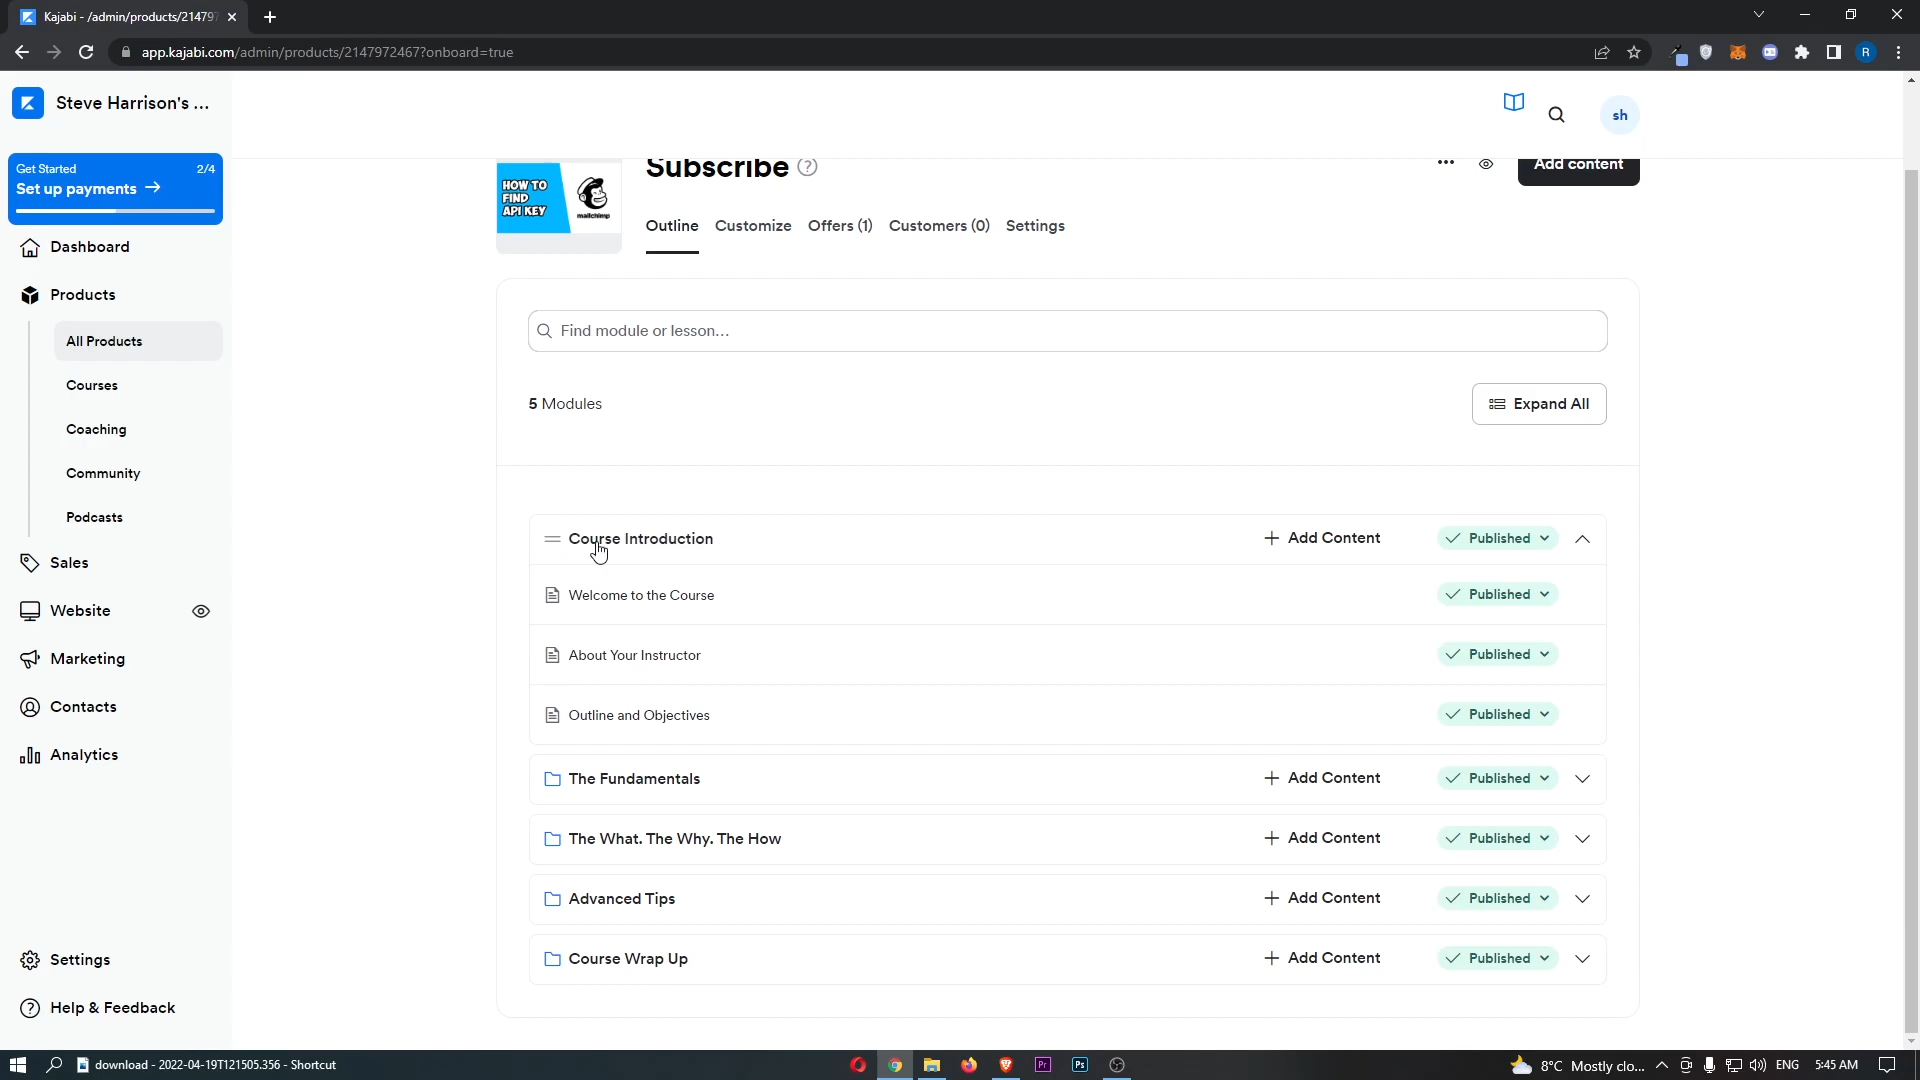 Kajabi - /admin/products/21479
app.kajabi.com/admin/products/2147972467?onboard=true
R
Steve Harrison's ...
sh
Get Started 2/4
Set up payments →
Dashboard
Products
All Products
Courses
Coaching
Community
Podcasts
Sales
Website
Marketing
Contacts
Analytics
Settings
Help & Feedback
HOW TO
FIND
API KEY
mailchimp
Subscribe ?
... Add content
Outline Customize Offers (1) Customers (0) Settings
Find module or lesson...
5 Modules Expand All
Course Introduction + Add Content Published
Welcome to the Course Published
About Your Instructor Published
Outline and Objectives Published
The Fundamentals + Add Content Published
The What. The Why. The How + Add Content Published
Advanced Tips + Add Content Published
Course Wrap Up + Add Content Published
download - 2022-04-19T121505.356 - Shortcut
Pr
Ps
8°C Mostly clo...
ENG
5:45 AM